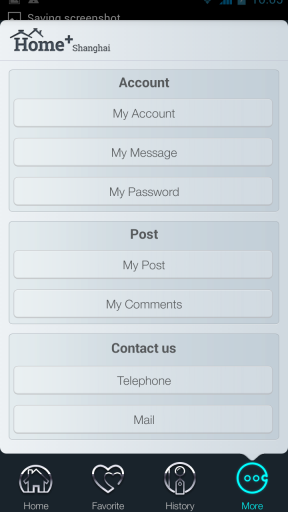 Saving screenshot
Home+ Shanghai
Account
My Account
My Message
My Password
Post
My Post
My Comments
Contact us
Telephone
Mail
Home
Favorite
History
More